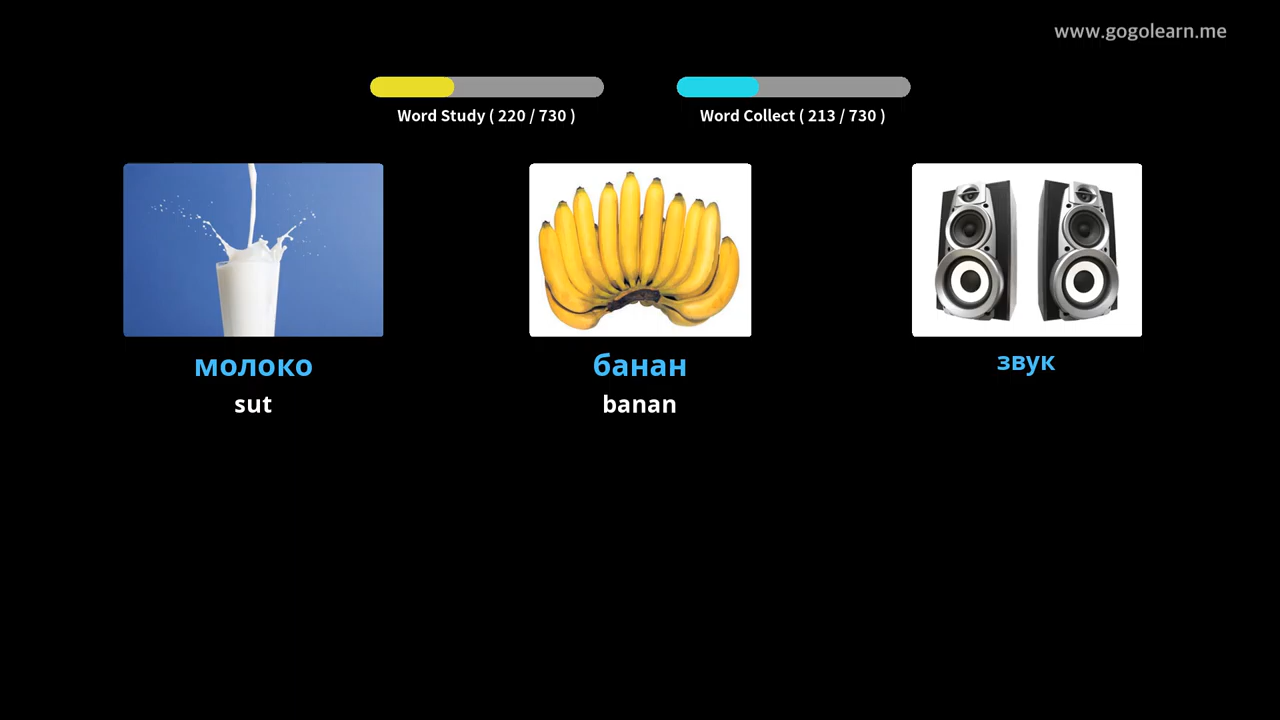 www.gogolearn.me
Word Study ( 220 / 730 )
Word Collect ( 213 / 730 )
молоко
sut
банан
banan
звук